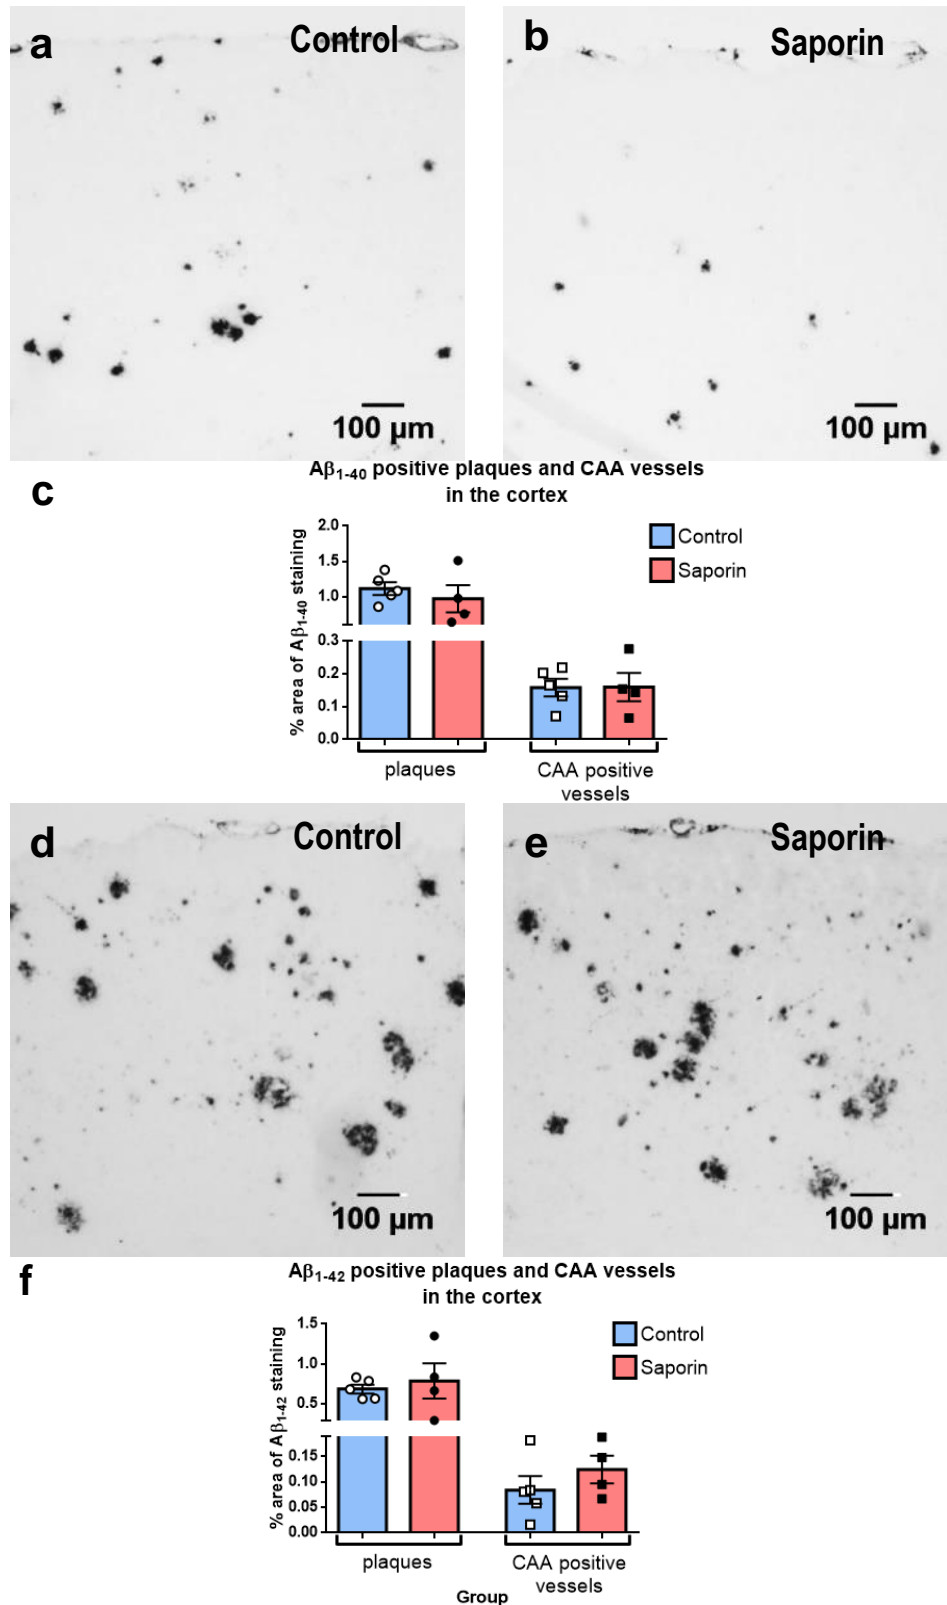 a
Control
100 µm
b
Saporin
100 µm
c
Aβ1-40 positive plaques and CAA vessels
in the cortex
% area of Aβ1-40 staining
2.0
1.5
1.0
0.3
0.2
0.1
0.0
Control
Saporin
plaques
CAA positive
vessels
d
Control
100 µm
e
Saporin
100 µm
f
Aβ1-42 positive plaques and CAA vessels
in the cortex
% area of Aβ1-42 staining
1.5
1.0
0.5
0.15
0.10
0.05
0.00
Control
Saporin
plaques
CAA positive
vessels
Group